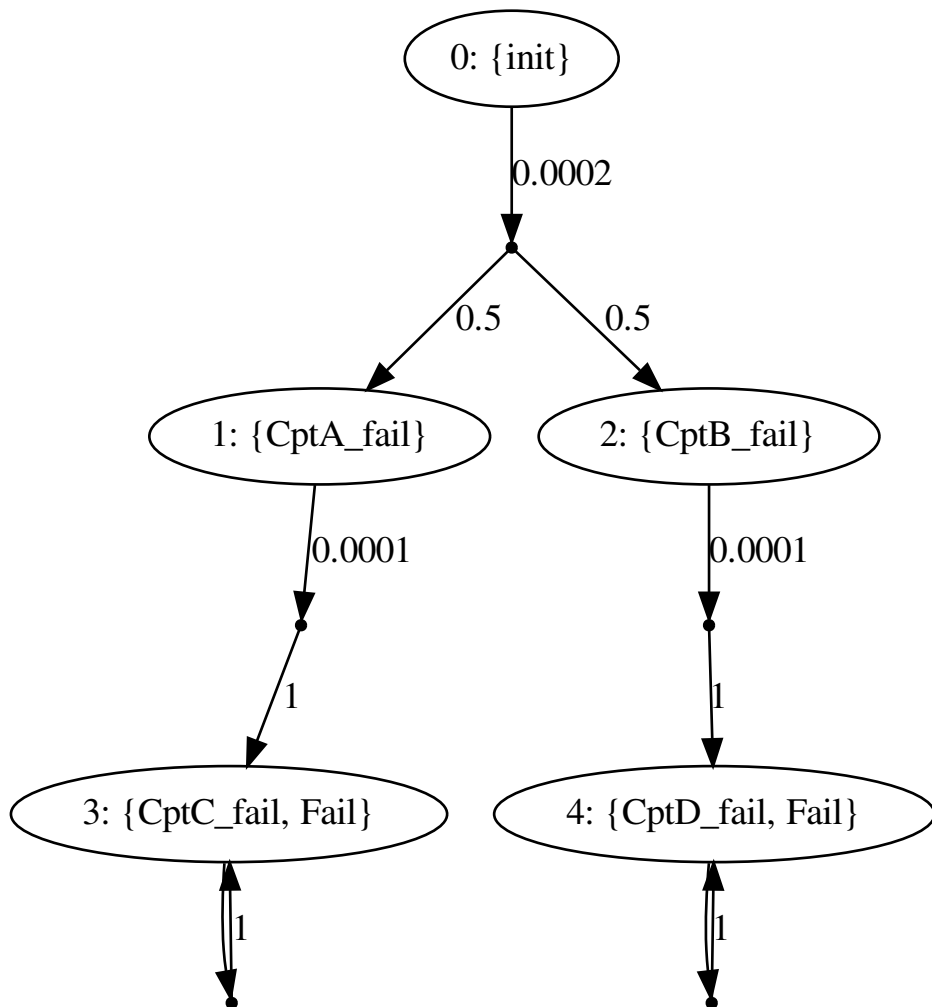 0: {init}
0.0002
0.5
0.5
1: {CptA_fail}
2: {CptB_fail}
0.0001
0.0001
1
1
3: {CptC_fail, Fail}
4: {CptD_fail, Fail}
1
1